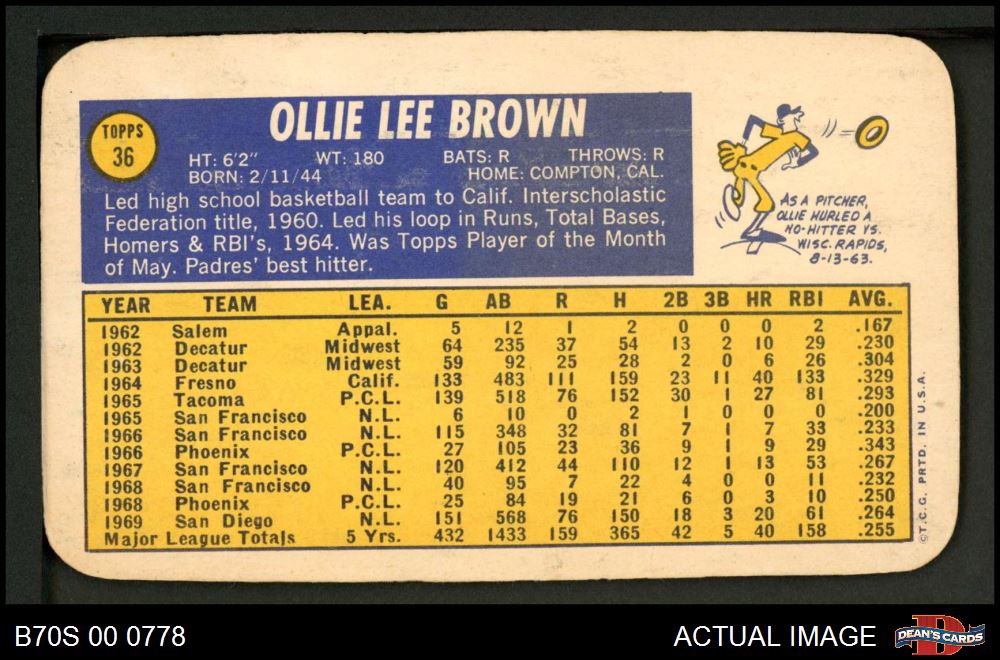 TOPPS
36
OLLIE LEE BROWN
HT: 6'2" WT: 180 BATS: R THROWS: R
BORN: 2/11/44 HOME: COMPTON, CAL.
Led high school basketball team to Calif. Interscholastic
Federation title, 1960. Led his loop in Runs, Total Bases,
Homers & RBI's, 1964. Was Topps Player of the Month
of May. Padres' best hitter.
AS A PITCHER,
OLLIE HURLED A
NO-HITTER VS.
WISC. RAPIDS,
8-13-63.
YEAR TEAM LEA. G AB R H 2B 3B HR RBI AVG.
1962 Salem Appal. 5 12 1 2 0 0 0 2 .167
1962 Decatur Midwest 64 235 37 54 13 2 10 29 .230
1963 Decatur Midwest 59 92 25 28 2 0 6 26 .304
1964 Fresno Calif. 133 483 111 159 23 11 40 133 .329
1965 Tacoma P.C.L. 139 518 76 152 30 1 27 81 .293
1965 San Francisco N.L. 6 10 0 2 1 0 0 0 .200
1966 San Francisco N.L. 115 348 32 81 7 1 7 33 .233
1966 Phoenix P.C.L. 27 105 23 36 9 1 9 29 .343
1967 San Francisco N.L. 120 412 44 110 12 1 13 53 .267
1968 San Francisco N.L. 40 95 7 22 4 0 0 11 .232
1968 Phoenix P.C.L. 25 84 19 21 6 0 3 10 .250
1969 San Diego N.L. 151 568 76 150 18 3 20 61 .264
Major League Totals 5 Yrs. 432 1433 159 365 42 5 40 158 .255
©T.C.G. PRTD. IN U.S.A.
B70S 00 0778
ACTUAL IMAGE
D
DEAN'S CARDS